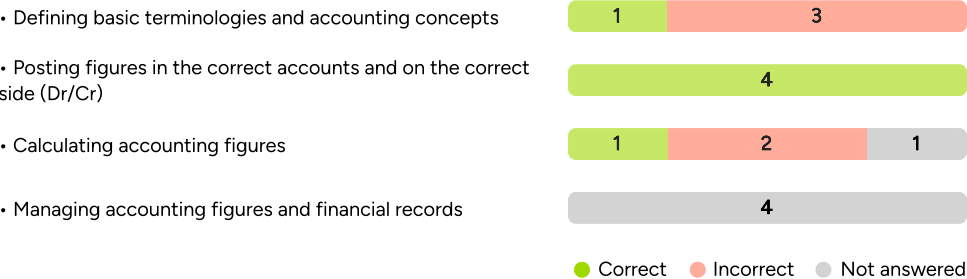 • Defining basic terminologies and accounting concepts
1 3
• Posting figures in the correct accounts and on the correct
side (Dr/Cr)
4
• Calculating accounting figures
1 2 1
• Managing accounting figures and financial records
4
Correct Incorrect Not answered